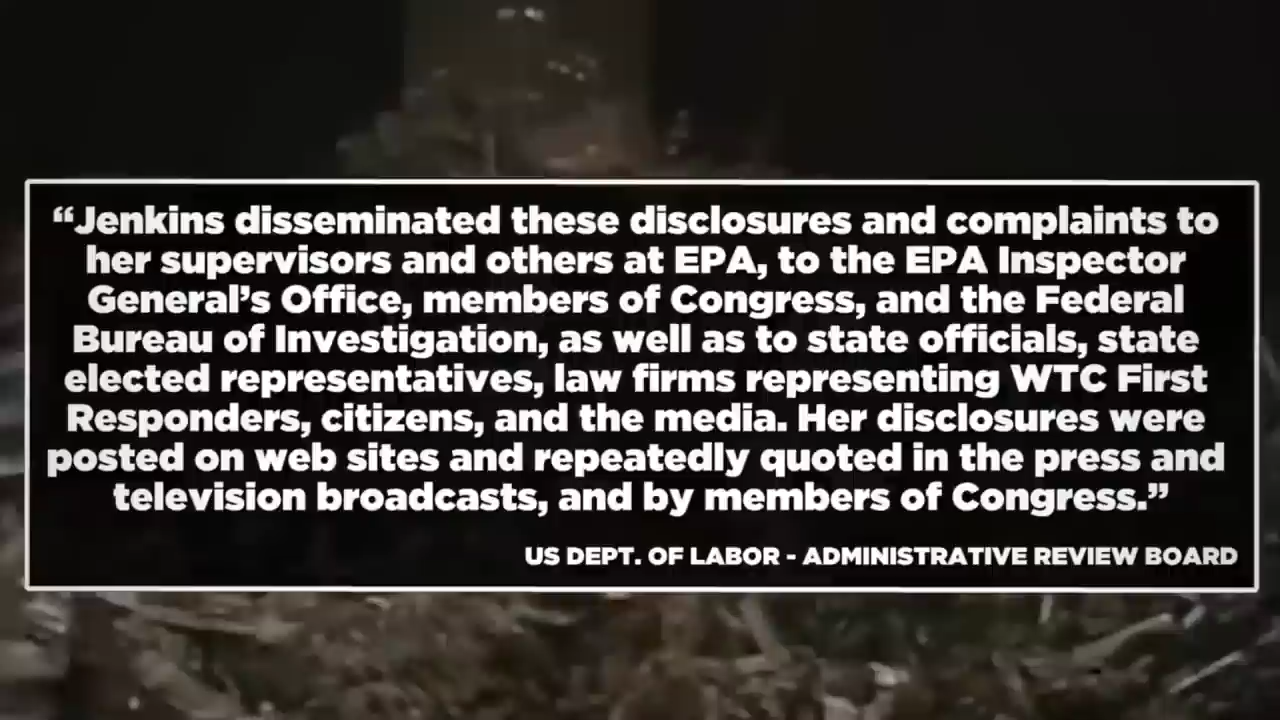 “Jenkins disseminated these disclosures and complaints to
her supervisors and others at EPA, to the EPA Inspector
General’s Office, members of Congress, and the Federal
Bureau of Investigation, as well as to state officials, state
elected representatives, law firms representing WTC First
Responders, citizens, and the media. Her disclosures were
posted on web sites and repeatedly quoted in the press and
television broadcasts, and by members of Congress.”
US DEPT. OF LABOR - ADMINISTRATIVE REVIEW BOARD